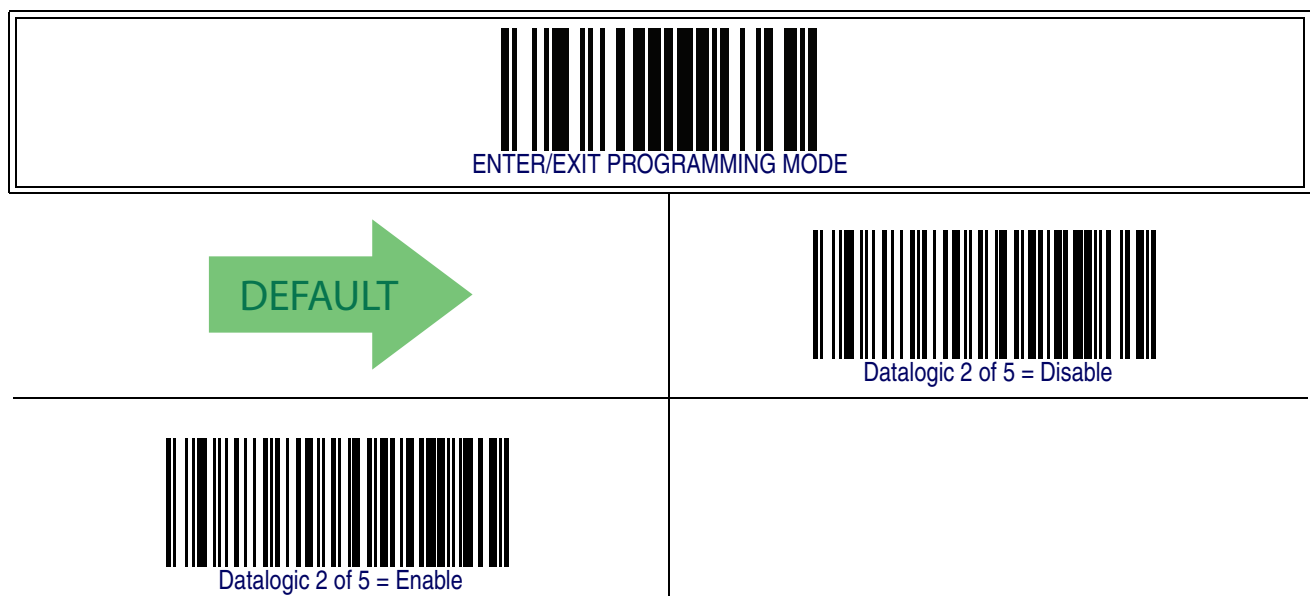 ENTER/EXIT PROGRAMMING MODE
DEFAULT
Datalogic 2 of 5 = Disable
Datalogic 2 of 5 = Enable